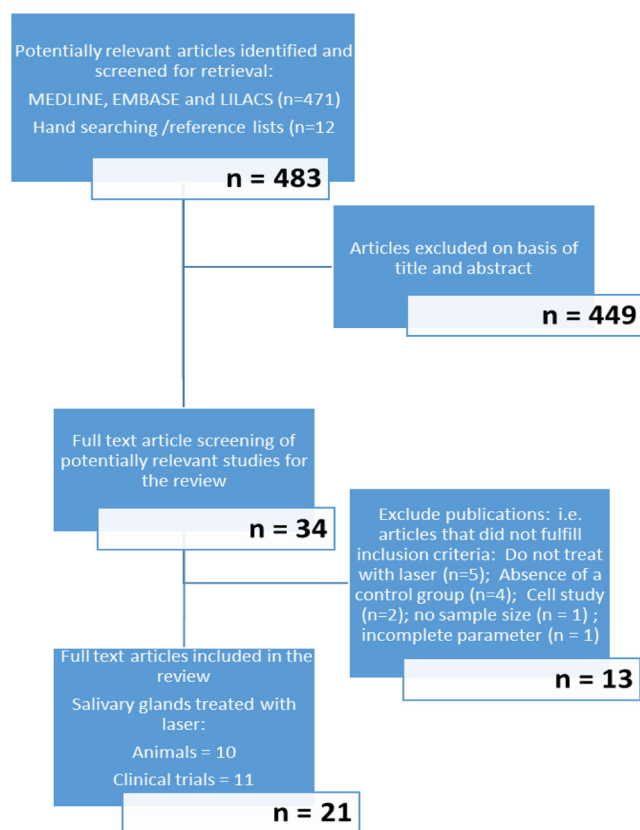 Potentially relevant articles identified and
screened for retrieval:
MEDLINE, EMBASE and LILACS (n=471)
Hand searching /reference lists (n=12
n = 483
Articles excluded on basis of
title and abstract
n = 449
Full text article screening of
potentially relevant studies for
the review
n = 34
Exclude publications: i.e.
articles that did not fulfill
inclusion criteria: Do not treat
with laser (n=5); Absence of a
control group (n=4); Cell study
(n=2); no sample size (n = 1) ;
incomplete parameter (n = 1)
n = 13
Full text articles included in the
review
Salivary glands treated with
laser:
Animals = 10
Clinical trials = 11
n = 21